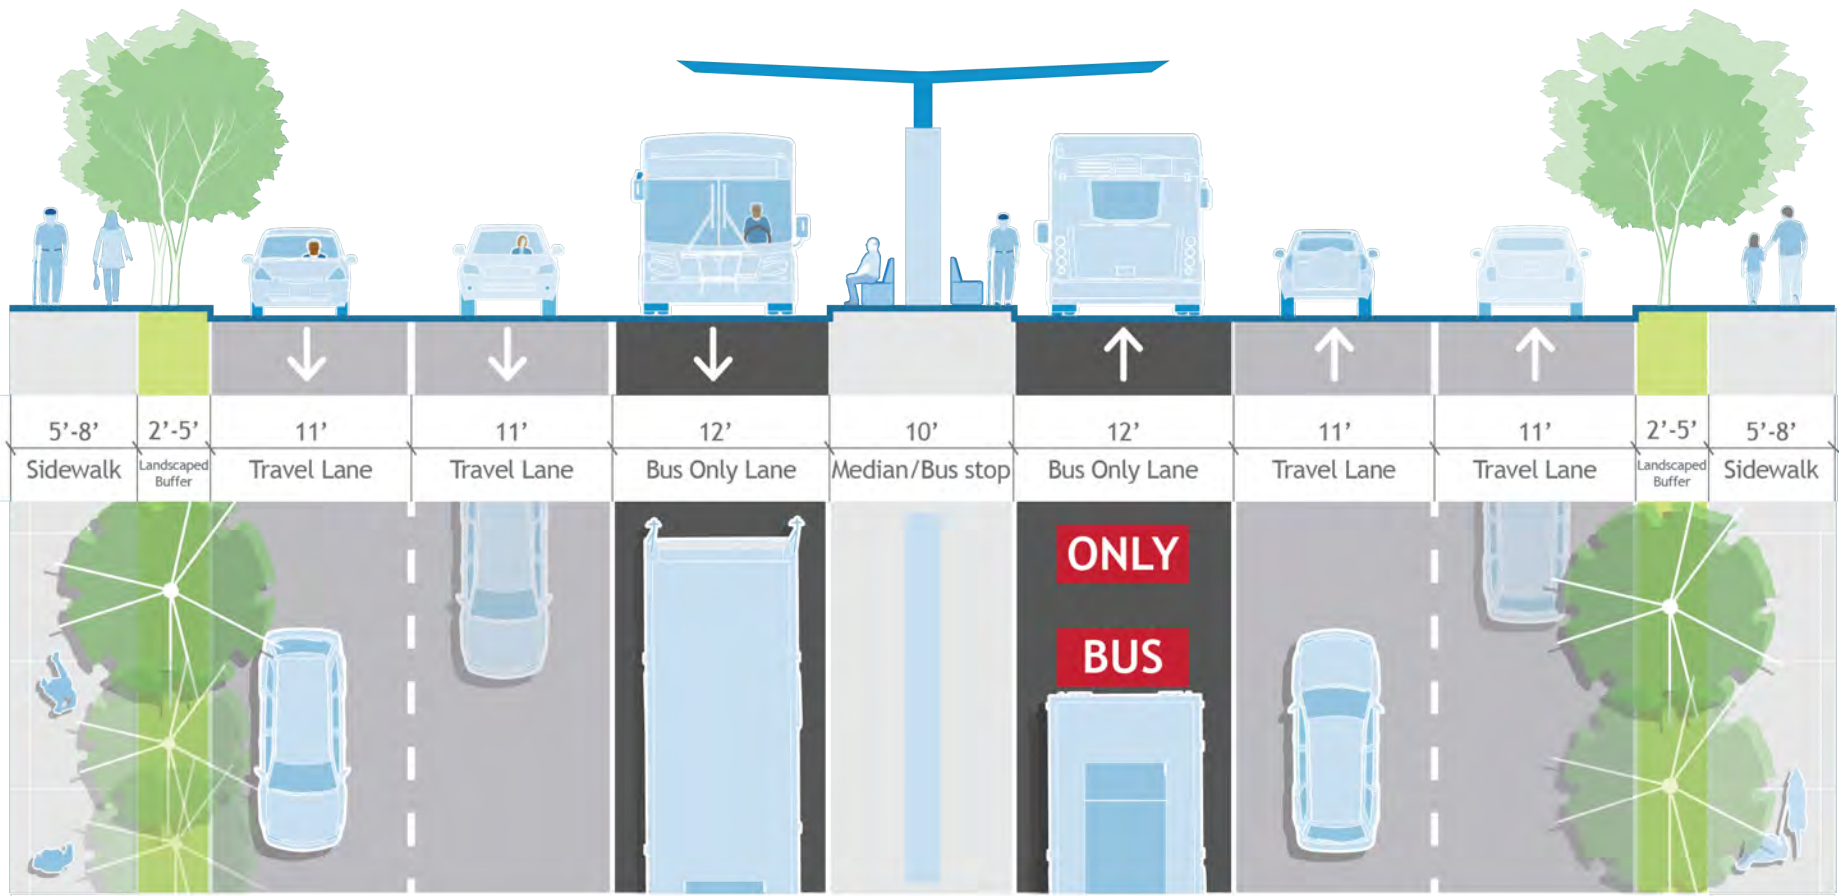 5’-8’ 2’-5’ 11’ 11’ 12’ 10’ 12’ 11’ 11’ 2’-5’ 5’-8’
Sidewalk Landscaped Buffer Travel Lane Travel Lane Bus Only Lane Median/Bus stop Bus Only Lane Travel Lane Travel Lane Landscaped Buffer Sidewalk
ONLY
BUS